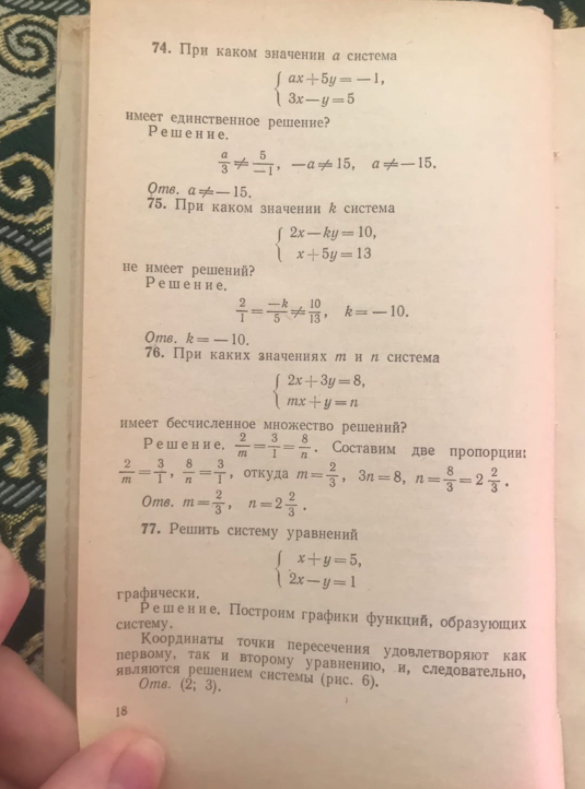 74. При каком значении a система
{ ax+5y=−1,
3x−y=5
имеет единственное решение?
Решение.
a/3 ≠ 5/−1, −a≠15, a≠−15.
Отв. a≠−15.
75. При каком значении k система
{ 2x−ky=10,
x+5y=13
не имеет решений?
Решение.
2/1 = −k/5 ≠ 10/13, k=−10.
Отв. k=−10.
76. При каких значениях m и n система
{ 2x+3y=8,
mx+y=n
имеет бесчисленное множество решений?
Решение. 2/m = 3/1 = 8/n. Составим две пропорции:
2/m = 3/1, 8/n = 3/1, откуда m = 2/3, 3n=8, n = 8/3 = 2 2/3.
Отв. m = 2/3, n = 2 2/3.
77. Решить систему уравнений
{ x+y=5,
2x−y=1
графически.
Решение. Построим графики функций, образующих
систему.
Координаты точки пересечения удовлетворяют как
первому, так и второму уравнению, и, следовательно,
являются решением системы (рис. 6).
Отв. (2; 3).
18